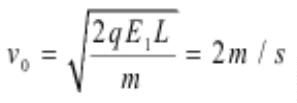 v₀ = √(2qE₁L / m) = 2m / s